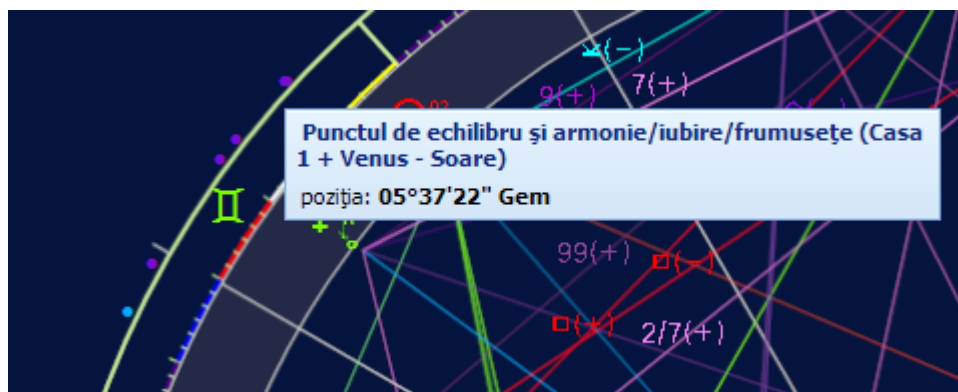 (-)
9(+)
7(+)
Punctul de echilibru şi armonie/iubire/frumuseţe (Casa
1 + Venus - Soare)
poziţia: 05°37'22" Gem
99(+)
(-)
(+)
2/7(+)